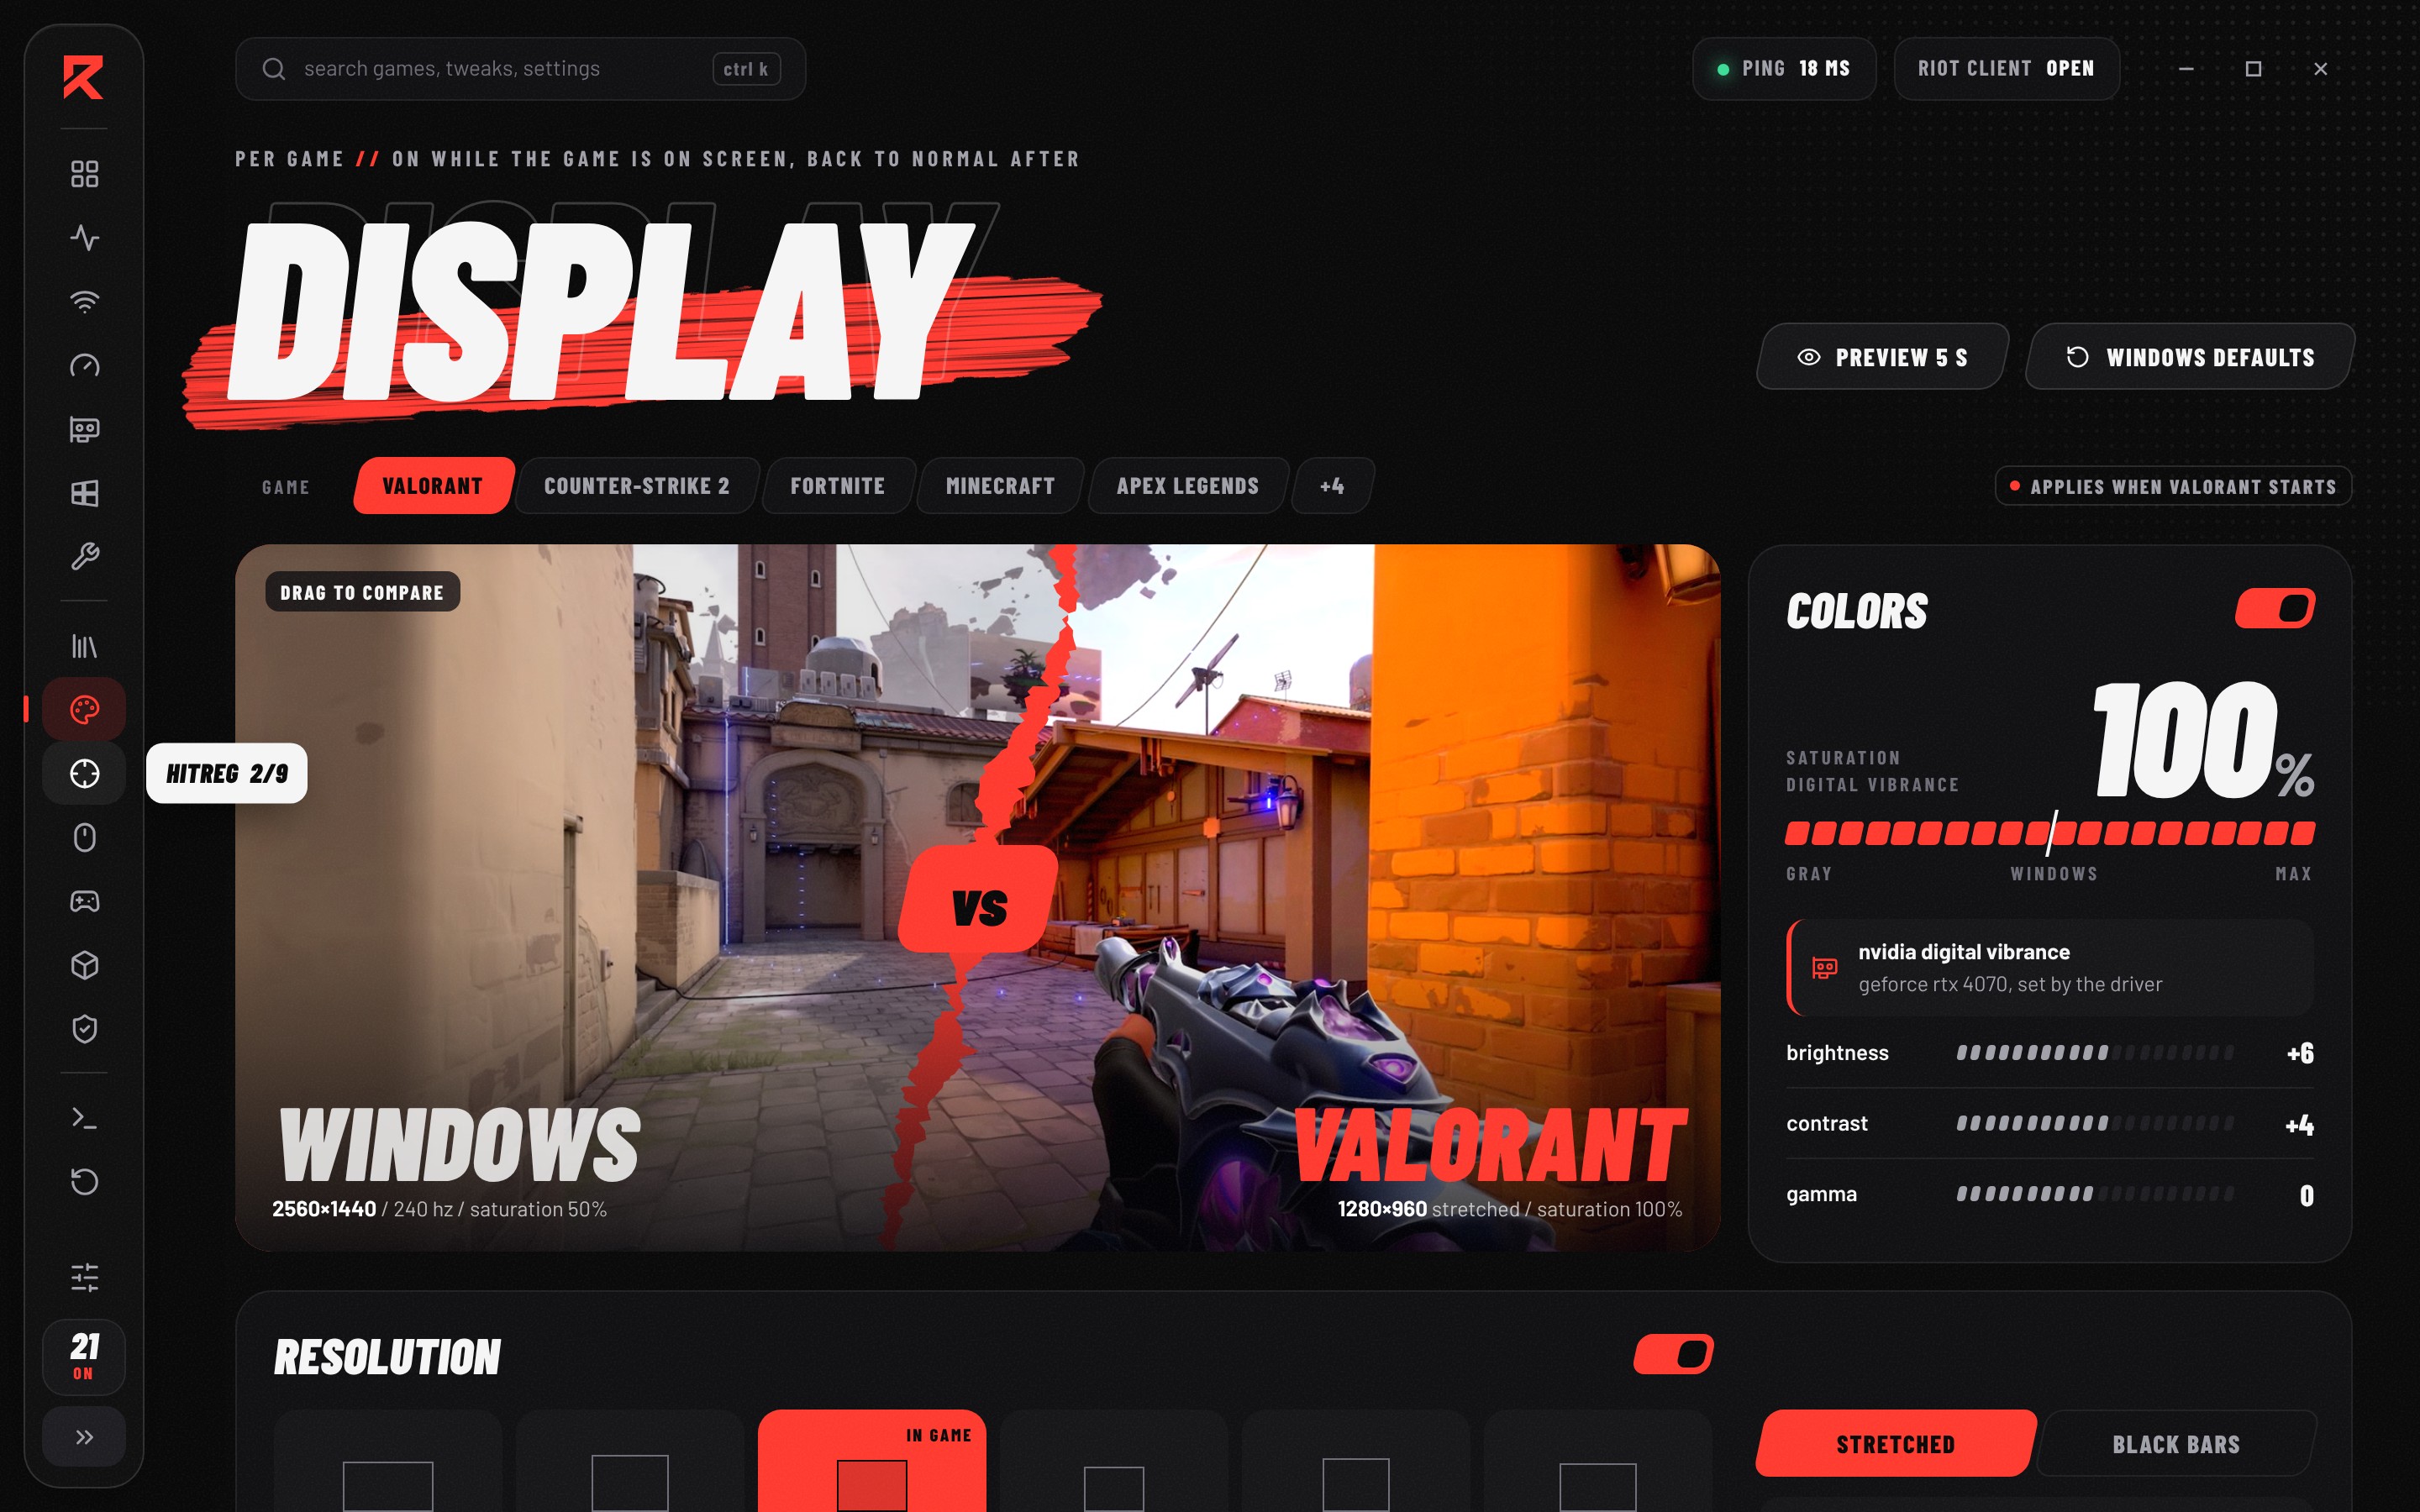 search games, tweaks, settings
ctrl k
PING 18 MS
RIOT CLIENT OPEN
PER GAME // ON WHILE THE GAME IS ON SCREEN, BACK TO NORMAL AFTER
DISPLAY
PREVIEW 5 S
WINDOWS DEFAULTS
GAME
VALORANT
COUNTER-STRIKE 2
FORTNITE
MINECRAFT
APEX LEGENDS
+4
APPLIES WHEN VALORANT STARTS
DRAG TO COMPARE
VS
WINDOWS
2560×1440 / 240 hz / saturation 50%
VALORANT
1280×960 stretched / saturation 100%
HITREG 2/9
COLORS
SATURATION
DIGITAL VIBRANCE
100%
GRAY
WINDOWS
MAX
nvidia digital vibrance
geforce rtx 4070, set by the driver
brightness
+6
contrast
+4
gamma
0
21
ON
RESOLUTION
IN GAME
STRETCHED
BLACK BARS